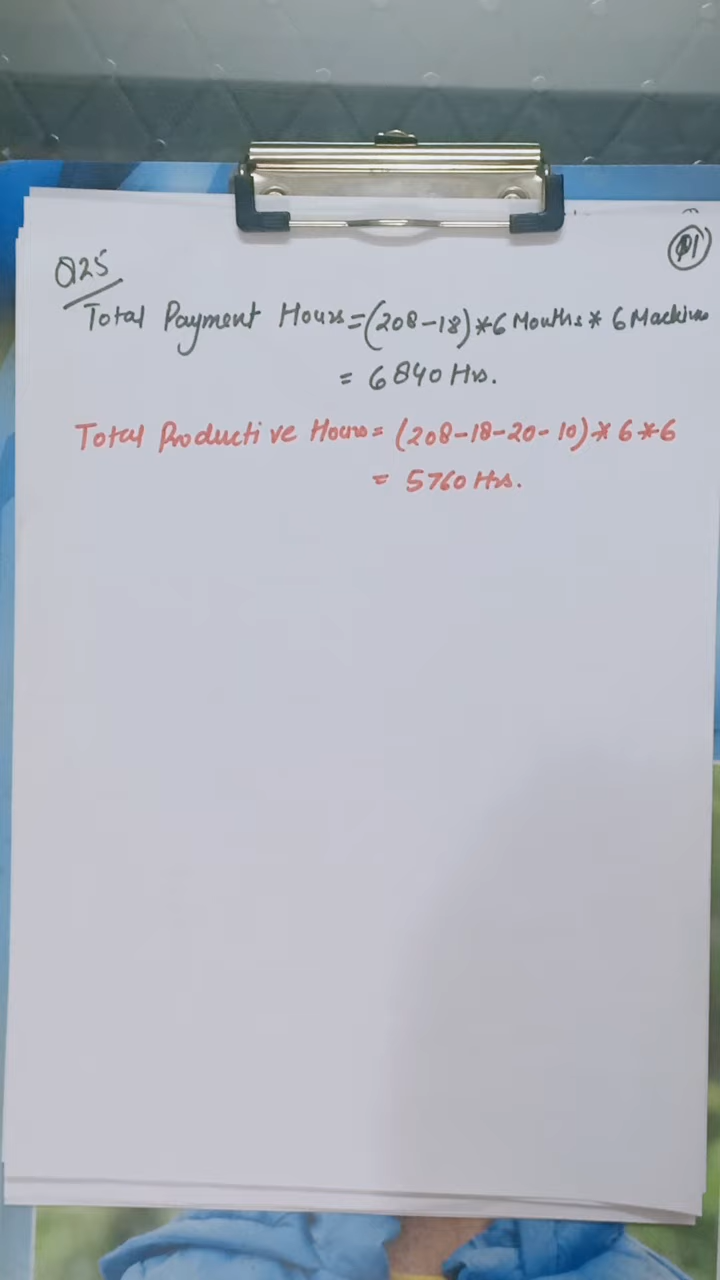 Q25
P1
Total Payment Hours = (208-18)*6 Months * 6 Machines
= 6840 Hrs.
Total Productive Hours = (208-18-20-10)*6*6
= 5760 Hrs.